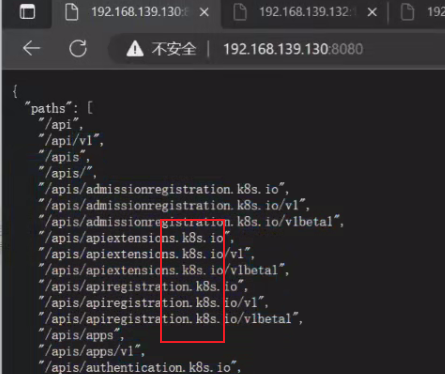 192.168.139.130:8
192.168.139.132:1
192
不安全 | 192.168.139.130:8080
{
"paths": [
"/api",
"/api/v1",
"/apis",
"/apis/",
"/apis/admissionregistration.k8s.io",
"/apis/admissionregistration.k8s.io/v1",
"/apis/admissionregistration.k8s.io/v1beta1",
"/apis/apiextensions.k8s.io",
"/apis/apiextensions.k8s.io/v1",
"/apis/apiextensions.k8s.io/v1beta1",
"/apis/apiregistration.k8s.io",
"/apis/apiregistration.k8s.io/v1",
"/apis/apiregistration.k8s.io/v1beta1",
"/apis/apps",
"/apis/apps/v1",
"/apis/authentication.k8s.io",